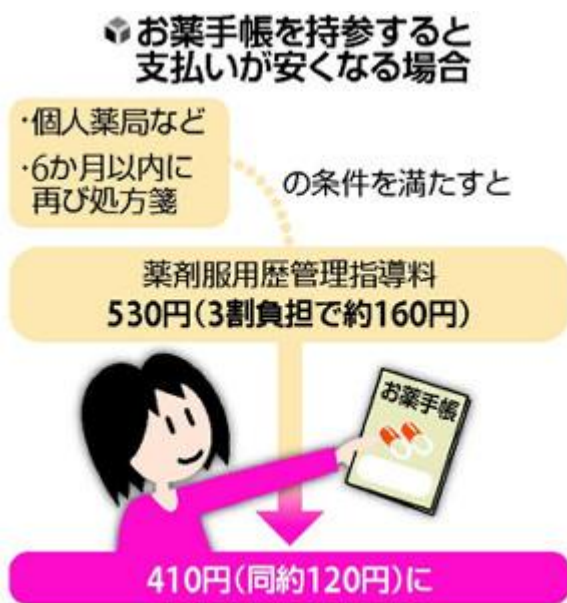 お薬手帳を持参すると
支払いが安くなる場合
・個人薬局など
・6か月以内に
再び処方箋
の条件を満たすと
薬剤服用歴管理指導料
530円(3割負担で約160円)
お薬手帳
410円(同約120円)に